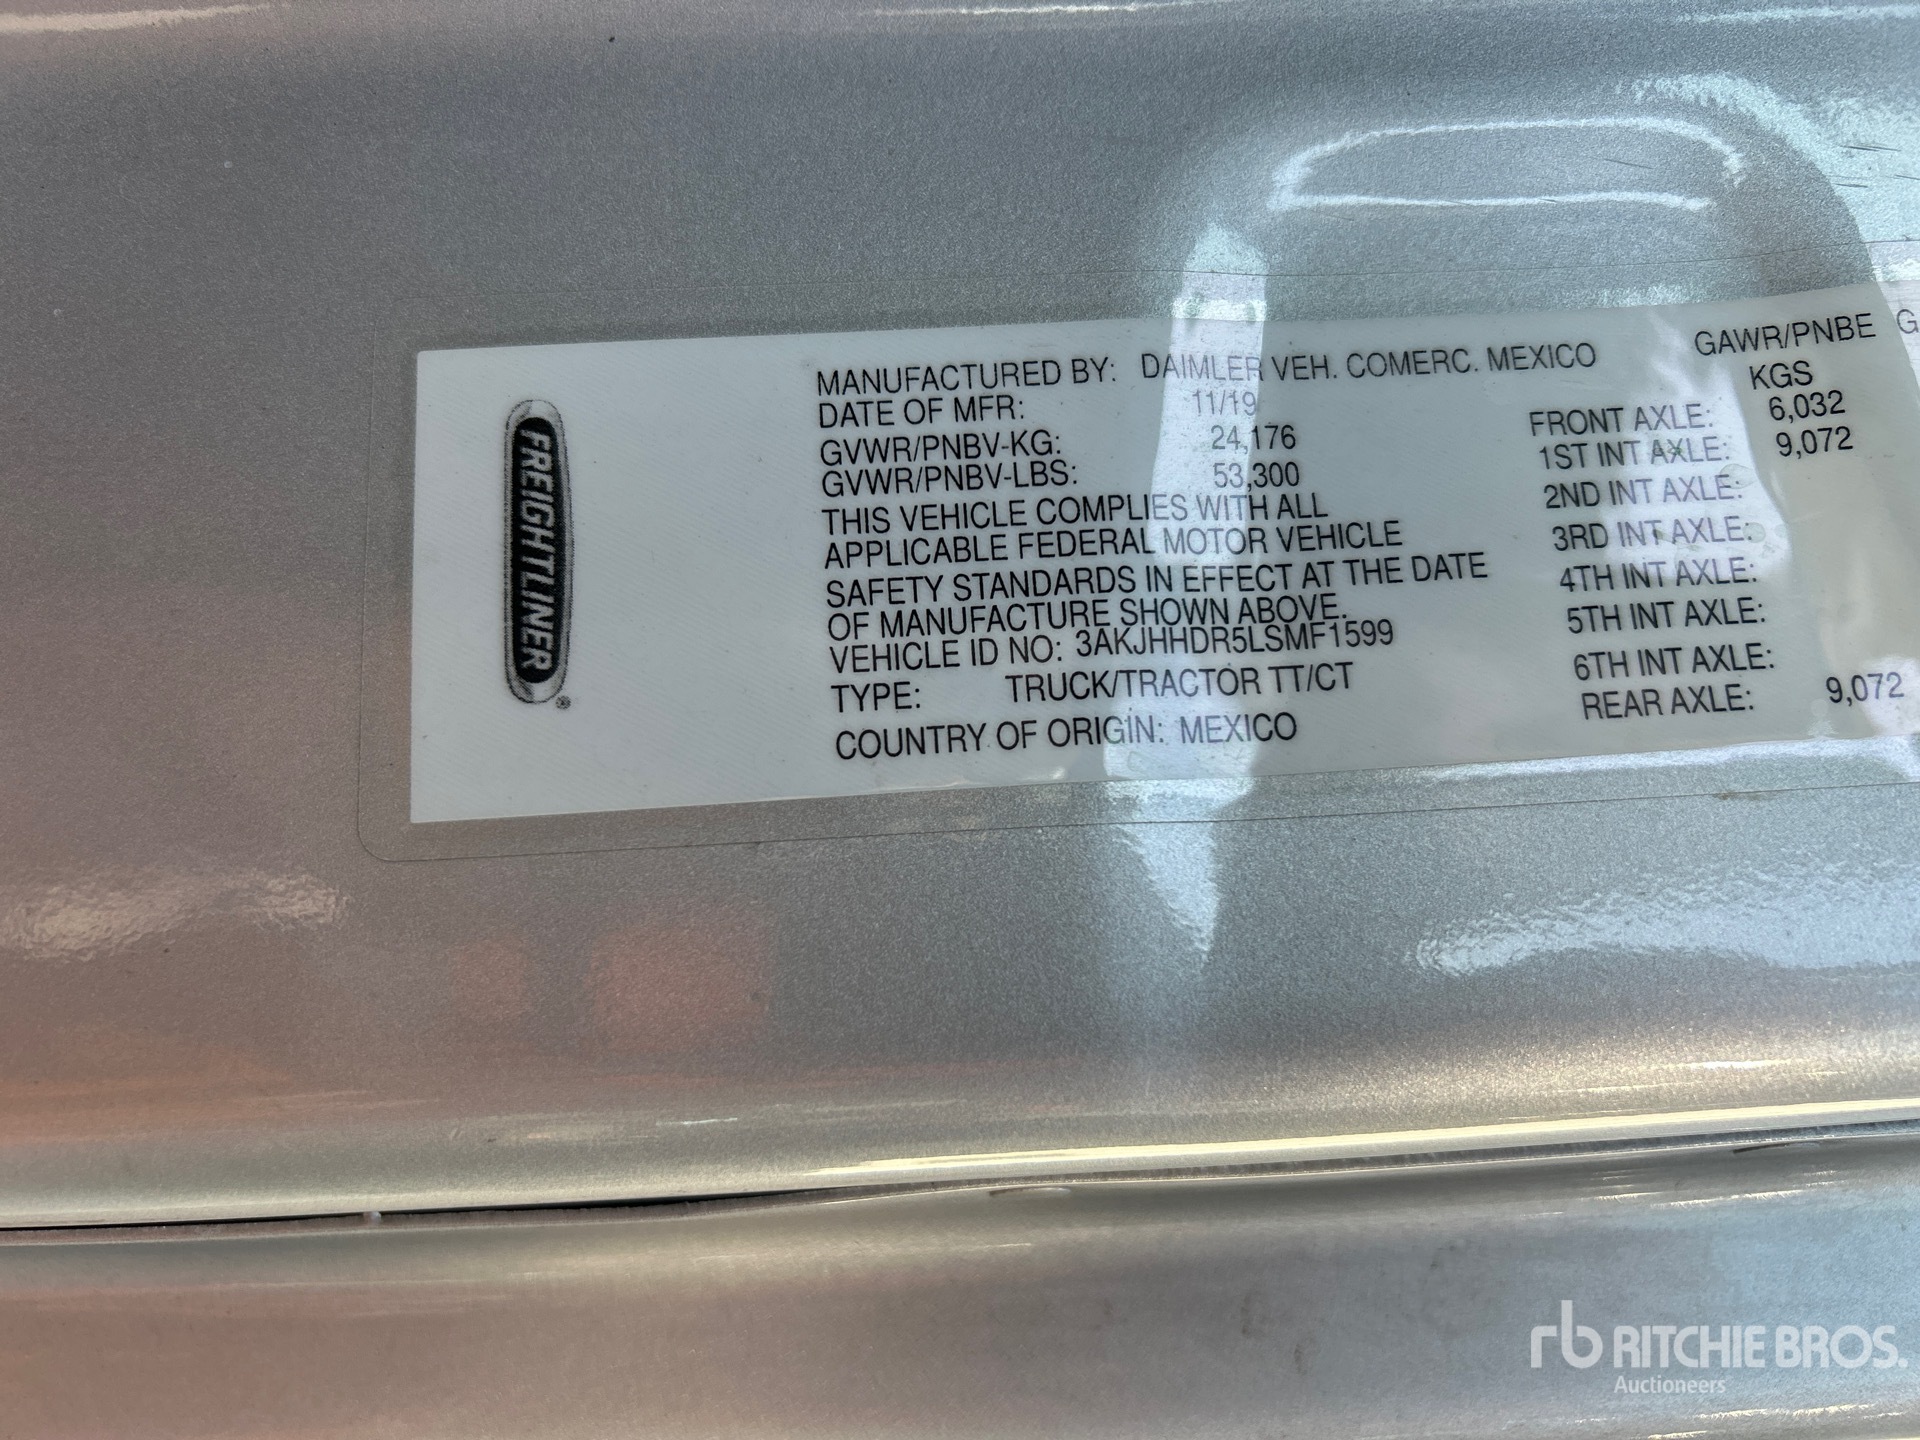 FREIGHTLINER
®
MANUFACTURED BY: DAIMLER VEH. COMERC. MEXICO
DATE OF MFR: 11/19
GVWR/PNBV-KG: 24,176
GVWR/PNBV-LBS: 53,300
THIS VEHICLE COMPLIES WITH ALL
APPLICABLE FEDERAL MOTOR VEHICLE
SAFETY STANDARDS IN EFFECT AT THE DATE
OF MANUFACTURE SHOWN ABOVE.
VEHICLE ID NO: 3AKJHHDR5LSMF1599
TYPE: TRUCK/TRACTOR TT/CT
COUNTRY OF ORIGIN: MEXICO
GAWR/PNBE G
KGS
FRONT AXLE: 6,032
1ST INT AXLE: 9,072
2ND INT AXLE:
3RD INT AXLE:
4TH INT AXLE:
5TH INT AXLE:
6TH INT AXLE:
REAR AXLE: 9,072
rb RITCHIE BROS.
Auctioneers